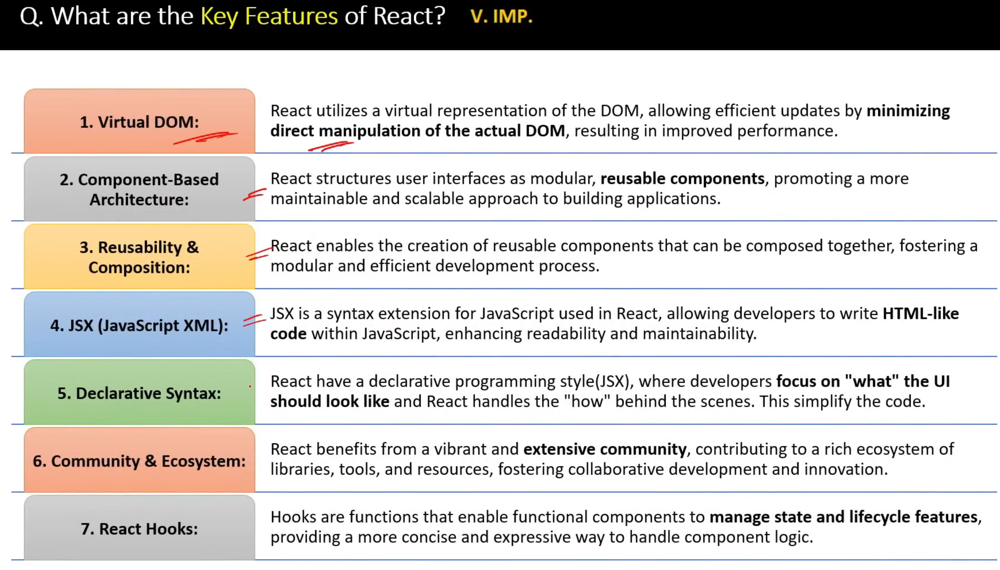 Q. What are the Key Features of React? V. IMP.
1. Virtual DOM:
React utilizes a virtual representation of the DOM, allowing efficient updates by minimizing
direct manipulation of the actual DOM, resulting in improved performance.
2. Component-Based
Architecture:
React structures user interfaces as modular, reusable components, promoting a more
maintainable and scalable approach to building applications.
3. Reusability &
Composition:
React enables the creation of reusable components that can be composed together, fostering a
modular and efficient development process.
4. JSX (JavaScript XML):
JSX is a syntax extension for JavaScript used in React, allowing developers to write HTML-like
code within JavaScript, enhancing readability and maintainability.
5. Declarative Syntax:
React have a declarative programming style(JSX), where developers focus on "what" the UI
should look like and React handles the "how" behind the scenes. This simplify the code.
6. Community & Ecosystem:
React benefits from a vibrant and extensive community, contributing to a rich ecosystem of
libraries, tools, and resources, fostering collaborative development and innovation.
7. React Hooks:
Hooks are functions that enable functional components to manage state and lifecycle features,
providing a more concise and expressive way to handle component logic.